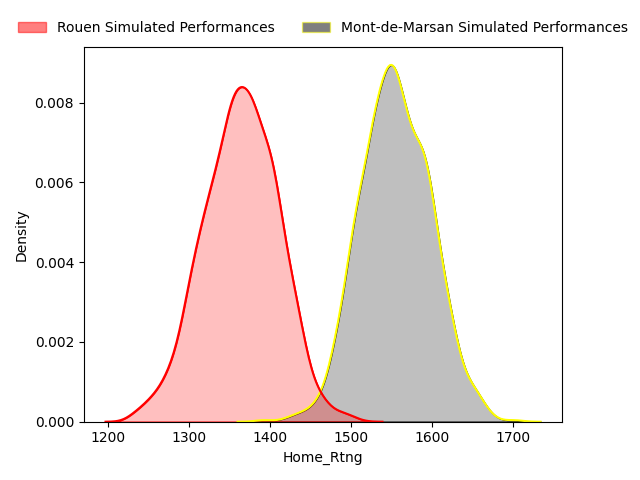 Rouen Simulated Performances Mont-de-Marsan Simulated Performances
0.008
0.006
0.004
0.002
0.000
Density
1200 1300 1400 1500 1600 1700
Home_Rtng